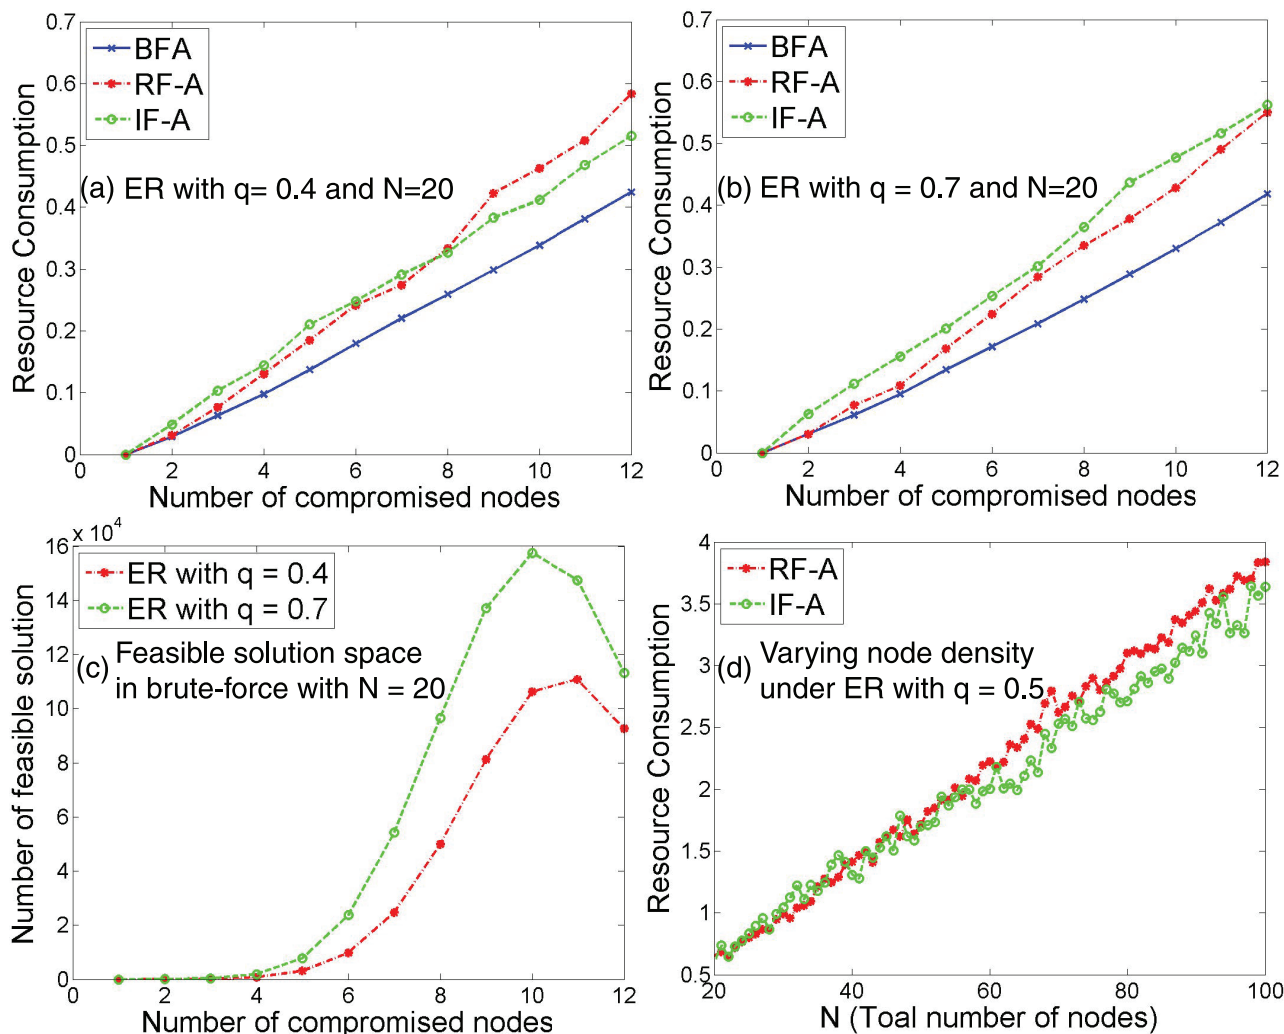 0.7
0.6
0.5
0.4
0.3
0.2
0.1
0
Resource Consumption
BFA
RF-A
IF-A
(a) ER with q= 0.4 and N=20
0 2 4 6 8 10 12
Number of compromised nodes
0.7
0.6
0.5
0.4
0.3
0.2
0.1
0
Resource Consumption
BFA
RF-A
IF-A
(b) ER with q = 0.7 and N=20
0 2 4 6 8 10 12
Number of compromised nodes
x 10^4
16
14
12
10
8
6
4
2
0
Number of feasible solution
ER with q = 0.4
ER with q = 0.7
(c) Feasible solution space
in brute-force with N = 20
0 2 4 6 8 10 12
Number of compromised nodes
4
3.5
3
2.5
2
1.5
1
0.5
Resource Consumption
RF-A
IF-A
(d) Varying node density
under ER with q = 0.5
20 40 60 80 100
N (Toal number of nodes)